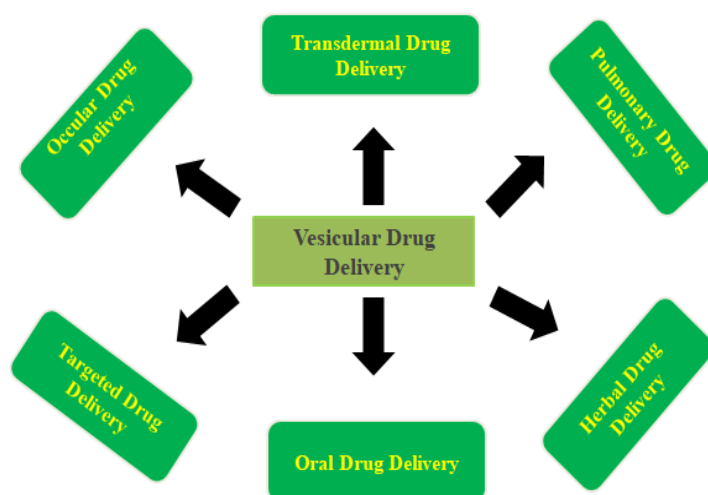 Transdermal Drug
Delivery
Occular Drug
Delivery
Pulmonary Drug
Delivery
Vesicular Drug
Delivery
Targeted Drug
Delivery
Oral Drug Delivery
Herbal Drug
Delivery